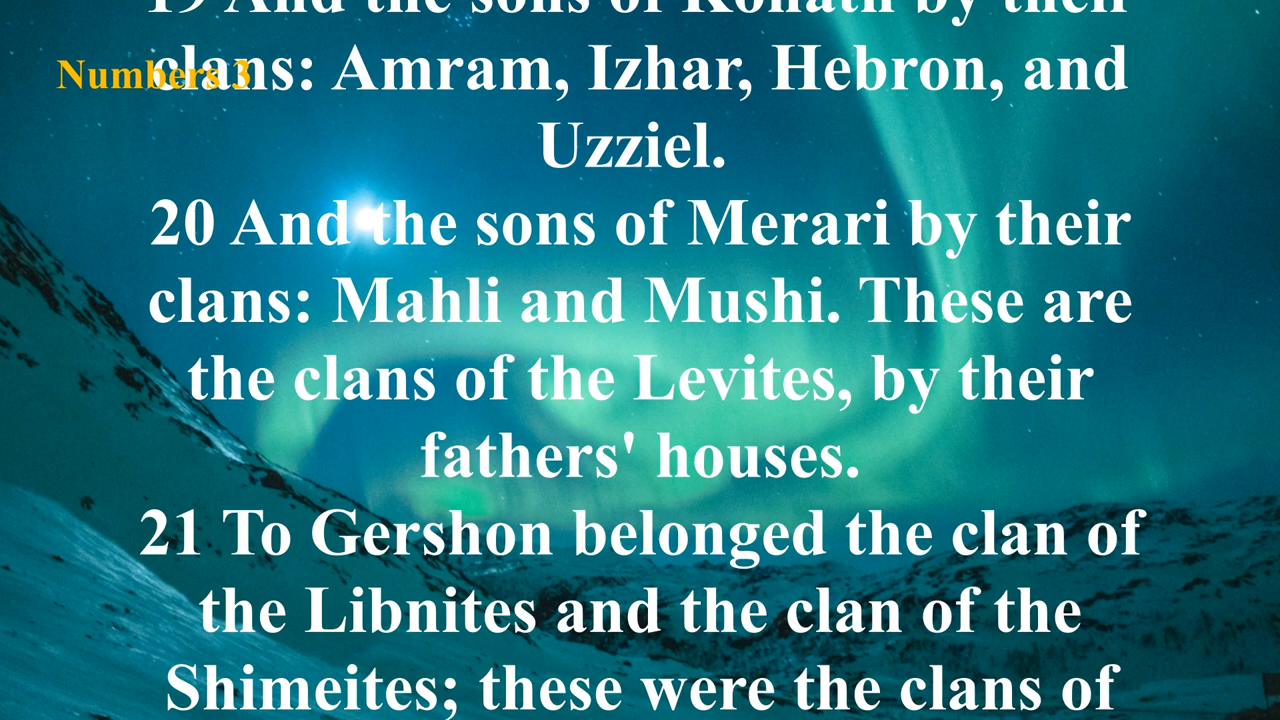 19 And the sons of Kohath by their
Numbers 3
clans: Amram, Izhar, Hebron, and
Uzziel.
20 And the sons of Merari by their
clans: Mahli and Mushi. These are
the clans of the Levites, by their
fathers' houses.
21 To Gershon belonged the clan of
the Libnites and the clan of the
Shimeites; these were the clans of